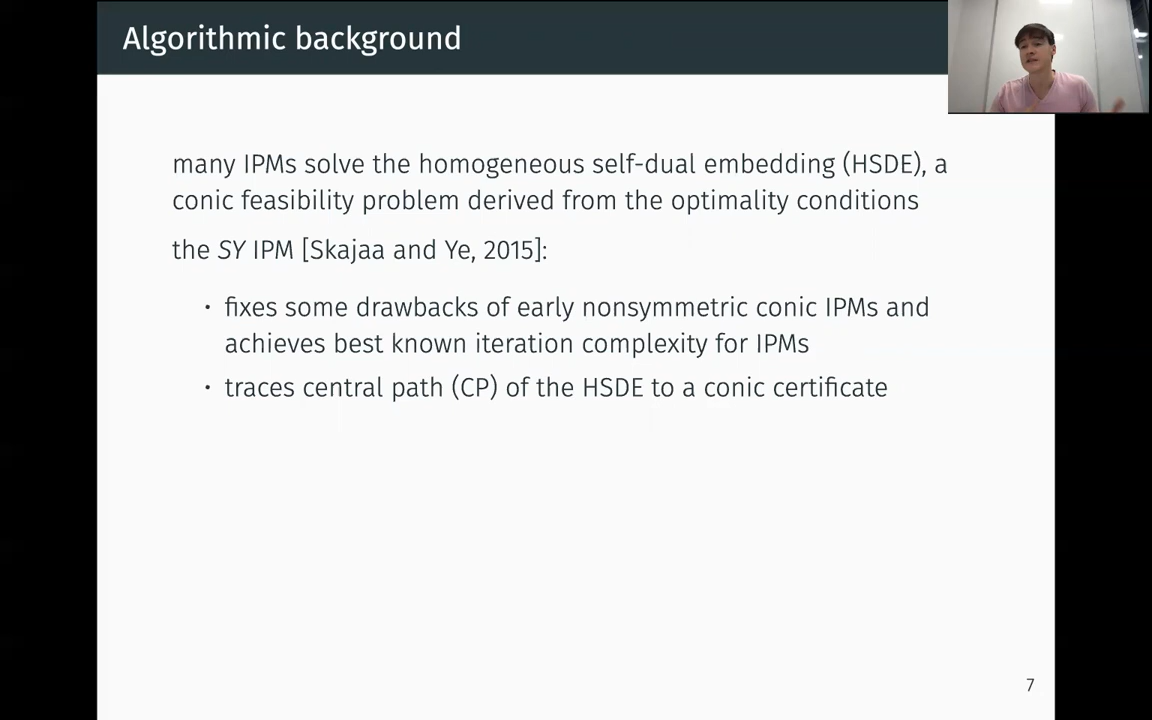 Algorithmic background
many IPMs solve the homogeneous self-dual embedding (HSDE), a
conic feasibility problem derived from the optimality conditions
the SY IPM [Skajaa and Ye, 2015]:
• fixes some drawbacks of early nonsymmetric conic IPMs and
achieves best known iteration complexity for IPMs
• traces central path (CP) of the HSDE to a conic certificate
7